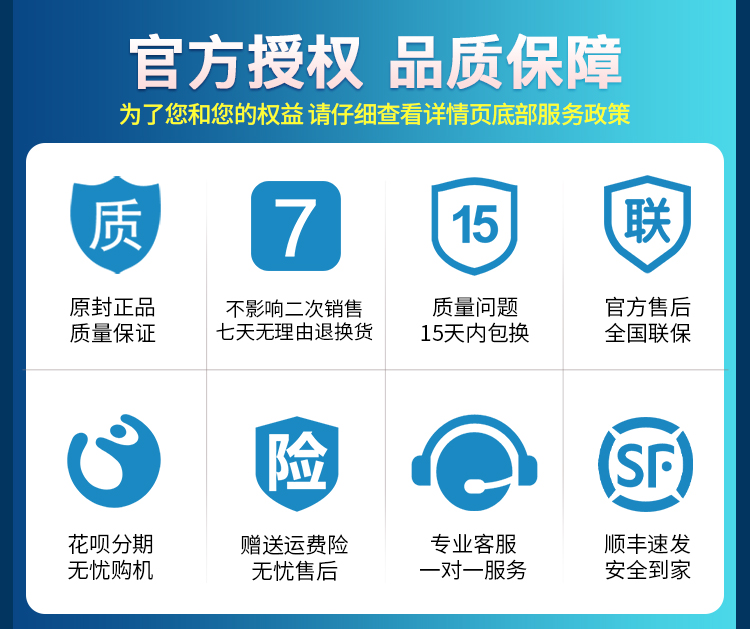 官方授权 品质保障
为了您和您的权益 请仔细查看详情页底部服务政策
质
7
15
联
原封正品
质量保证
不影响二次销售
七天无理由退换货
质量问题
15天内包换
官方售后
全国联保
险
SF
花呗分期
无忧购机
赠送运费险
无忧售后
专业客服
一对一服务
顺丰速发
安全到家